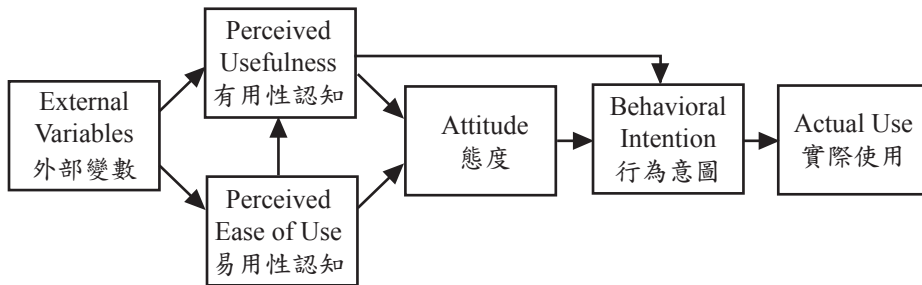 Perceived
Usefulness
有用性認知
External
Variables
外部變數
Perceived
Ease of Use
易用性認知
Attitude
態度
Behavioral
Intention
行為意圖
Actual Use
實際使用